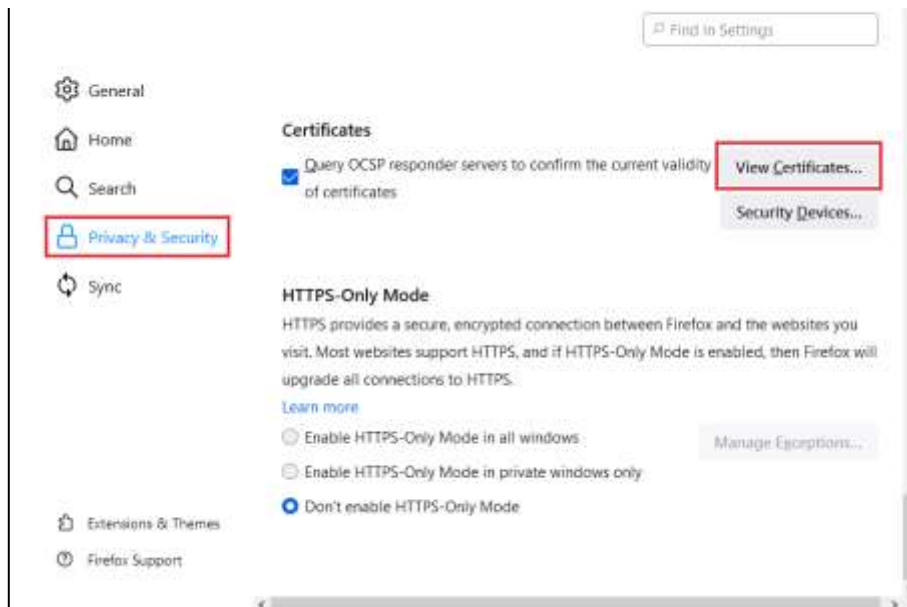 Find in Settings
General
Home
Search
Privacy & Security
Sync
Certificates
Query OCSP responder servers to confirm the current validity
of certificates
View Certificates...
Security Devices...
HTTPS-Only Mode
HTTPS provides a secure, encrypted connection between Firefox and the websites you
visit. Most websites support HTTPS, and if HTTPS-Only Mode is enabled, then Firefox will
upgrade all connections to HTTPS.
Learn more
Enable HTTPS-Only Mode in all windows
Manage Exceptions...
Enable HTTPS-Only Mode in private windows only
Don't enable HTTPS-Only Mode
Extensions & Themes
Firefox Support